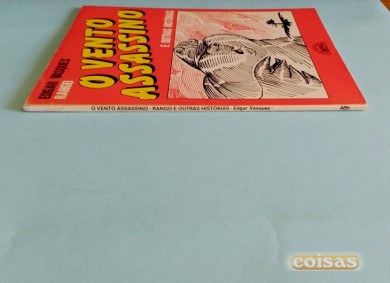 EDGAR VASQUES
RANGO
O VENTO
ASSASSINO
E OUTRAS HISTÓRIAS
O VENTO ASSASSINO - RANGO E OUTRAS HISTÓRIAS - Edgar Vasques
coisas